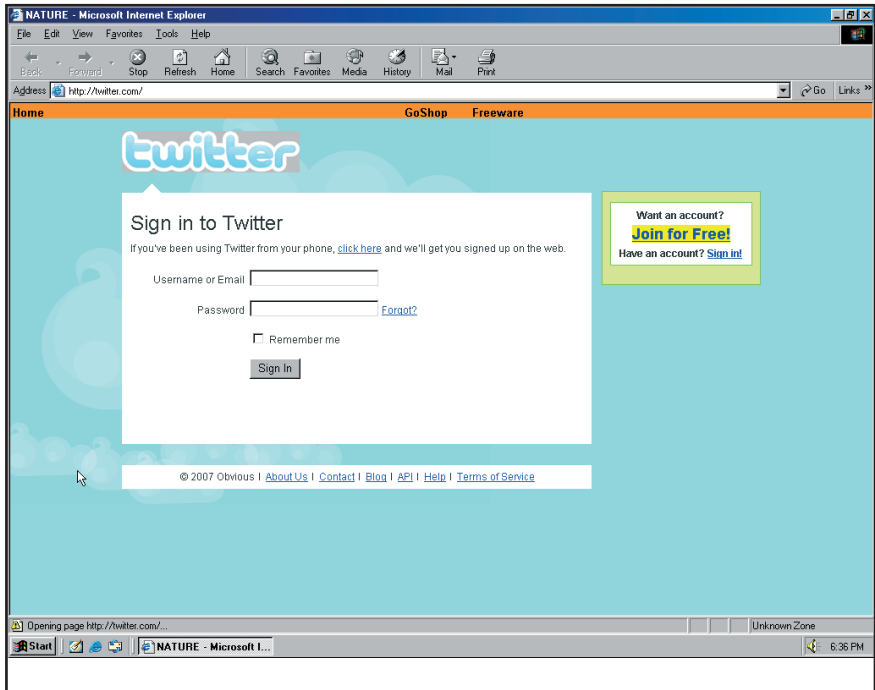 NATURE - Microsoft Internet Explorer
File Edit View Favorites Tools Help
Back Forward Stop Refresh Home Search Favorites Media History Mail Print
Address http://twitter.com/ Go Links »
Home GoShop Freeware
twitter
Sign in to Twitter
If you've been using Twitter from your phone, click here and we'll get you signed up on the web.
Username or Email
Password Forgot?
Remember me
Sign In
Want an account?
Join for Free!
Have an account? Sign in!
© 2007 Obvious | About Us | Contact | Blog | API | Help | Terms of Service
Opening page http://twitter.com/... Unknown Zone
Start NATURE - Microsoft I... 6:36 PM